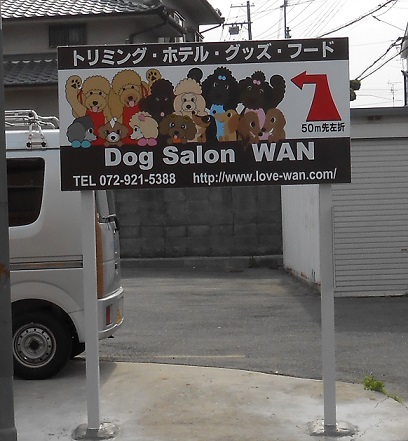 トリミング・ホテル・グッズ・フード
50m先左折
Dog Salon WAN
TEL 072-921-5388 http://www.love-wan.com/